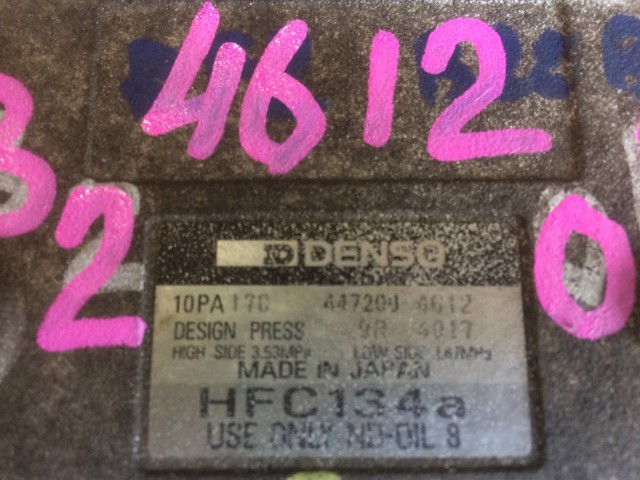 4612
3
2
0
DENSO
10PA17C 447200 4612
DESIGN PRESS
HIGH SIDE 3.53MPa LOW SIDE 1.67MPa
MADE IN JAPAN
HFC134a
USE ONLY ND-OIL 8